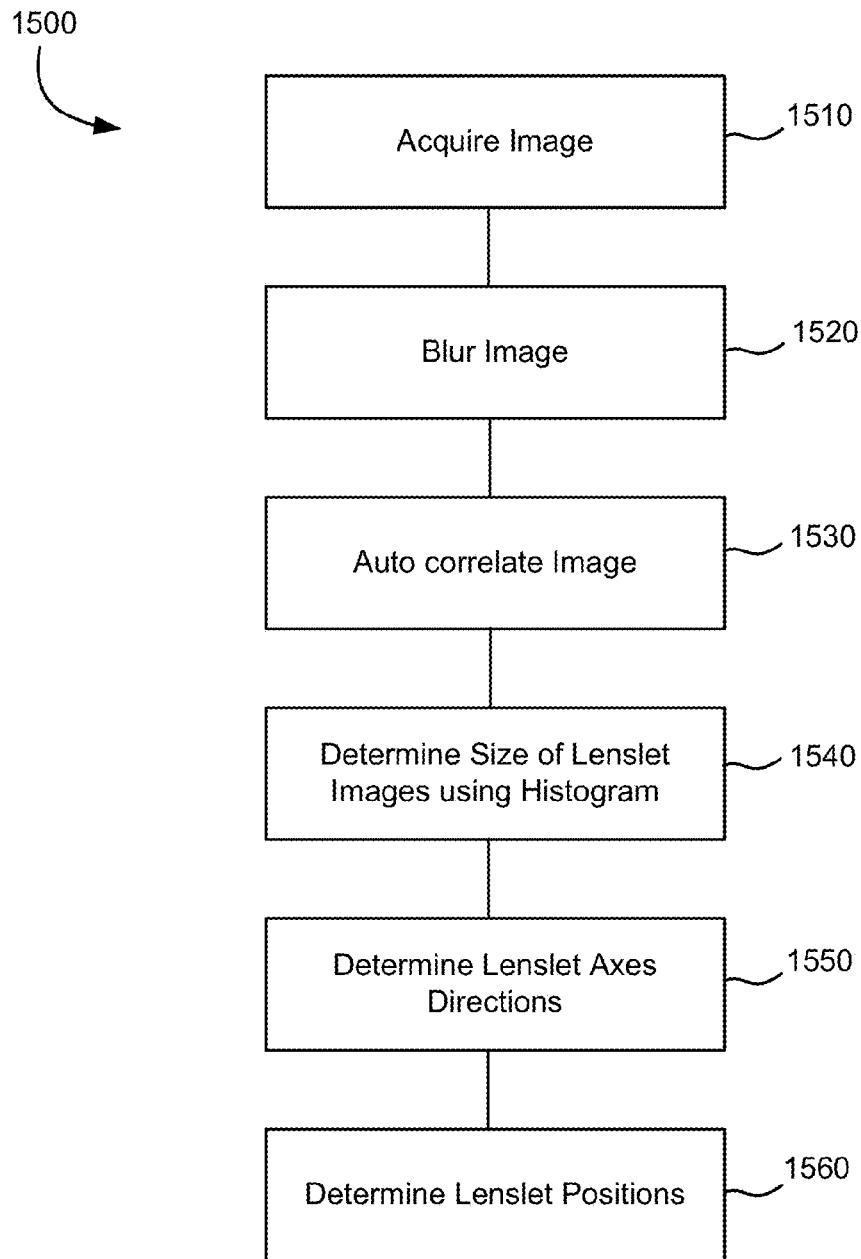 1500
Acquire Image
1510
Blur Image
1520
Auto correlate Image
1530
Determine Size of Lenslet
Images using Histogram
1540
Determine Lenslet Axes
Directions
1550
Determine Lenslet Positions
1560